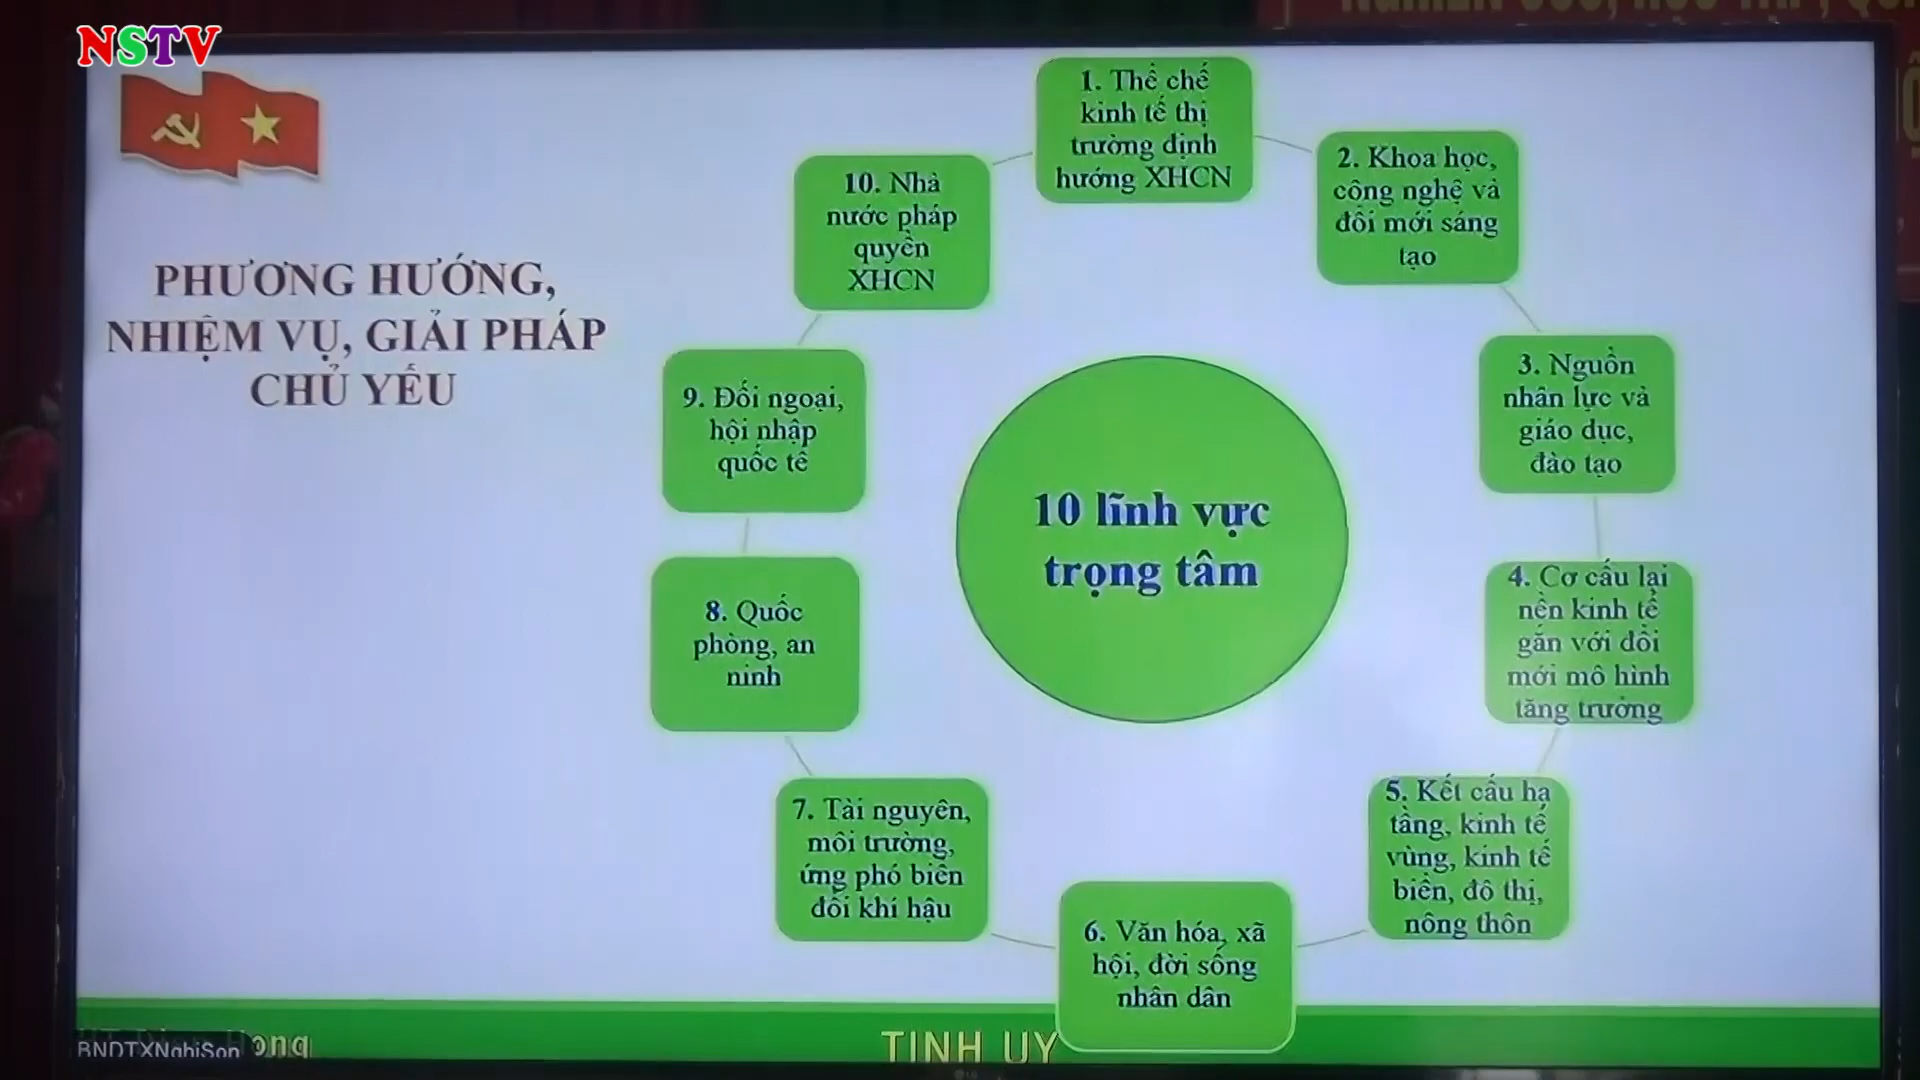 NSTV
PHƯƠNG HƯỚNG,
NHIỆM VỤ, GIẢI PHÁP
CHỦ YẾU
10 lĩnh vực
trọng tâm
1. Thể chế
kinh tế thị
trường định
hướng XHCN
2. Khoa học,
công nghệ và
đổi mới sáng
tạo
3. Nguồn
nhân lực và
giáo dục,
đào tạo
4. Cơ cấu lại
nền kinh tế
gắn với đổi
mới mô hình
tăng trưởng
5. Kết cấu hạ
tầng, kinh tế
vùng, kinh tế
biển, đô thị,
nông thôn
6. Văn hóa, xã
hội, đời sống
nhân dân
7. Tài nguyên,
môi trường,
ứng phó biến
đổi khí hậu
8. Quốc
phòng, an
ninh
9. Đối ngoại,
hội nhập
quốc tế
10. Nhà
nước pháp
quyền
XHCN
BNDTXNghiSon
TINH UY